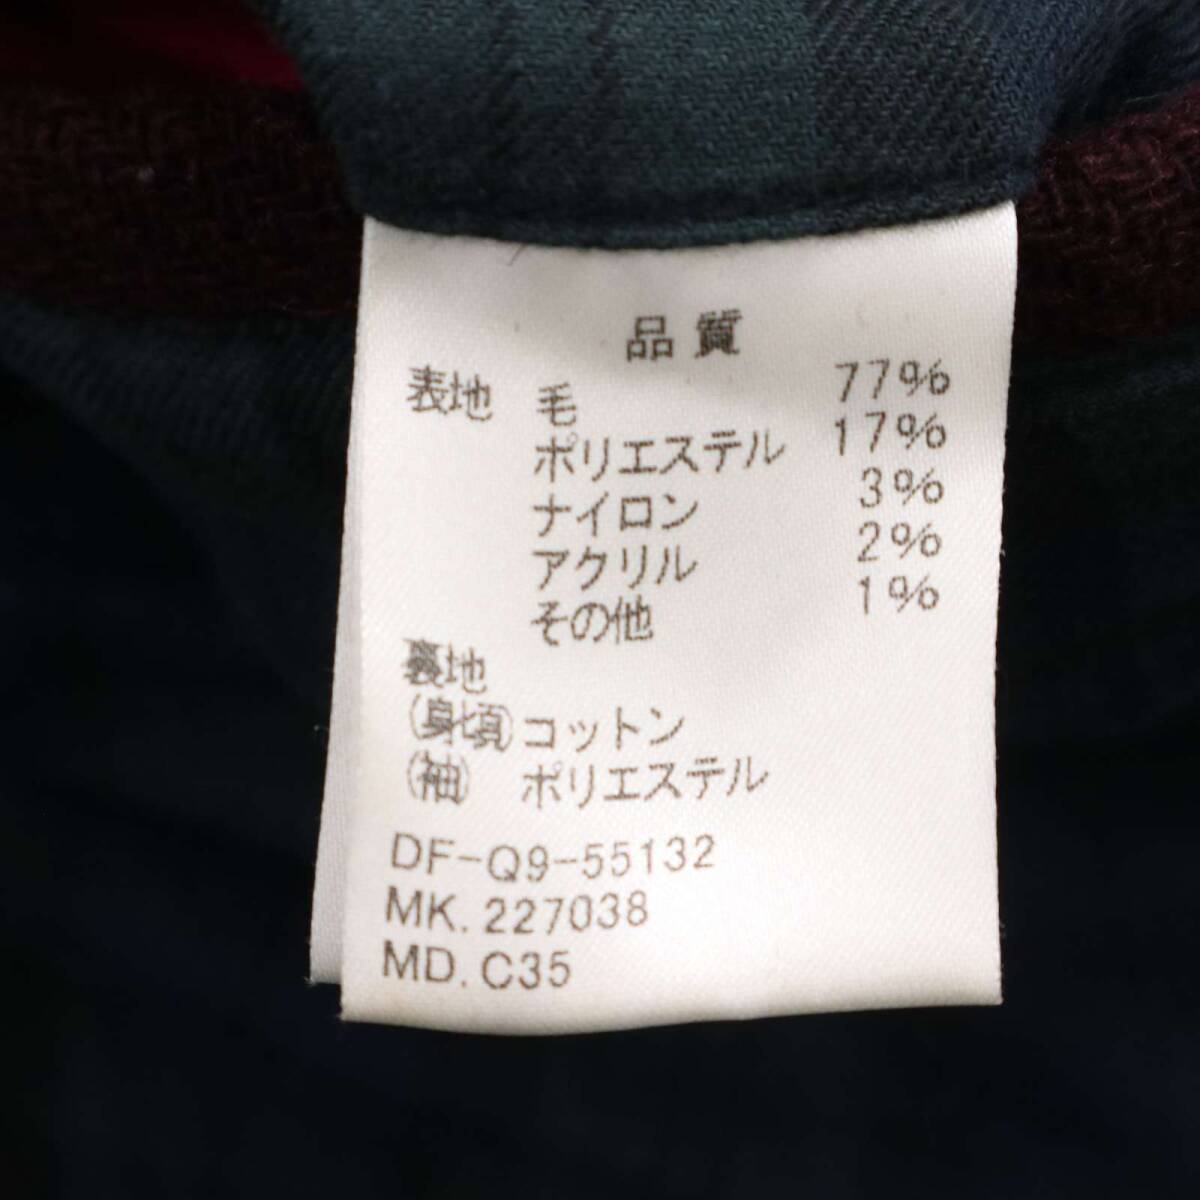 品質
表地 毛 77%
ポリエステル 17%
ナイロン 3%
アクリル 2%
その他 1%
裏地
(身頃)コットン
(袖) ポリエステル
DF-Q9-55132
MK.227038
MD.C35